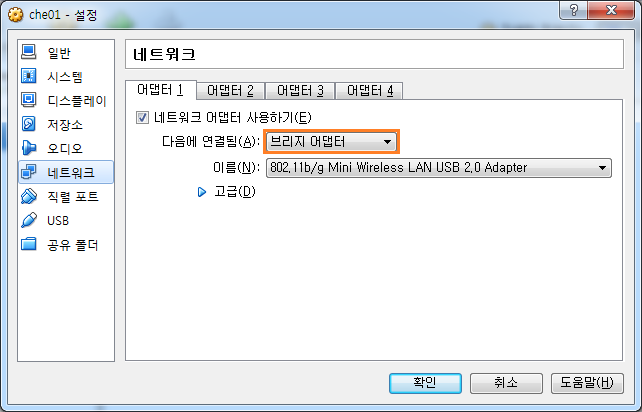 che01 - 설정
일반
시스템
디스플레이
저장소
오디오
네트워크
직렬 포트
USB
공유 폴더
네트워크
어댑터 1 어댑터 2 어댑터 3 어댑터 4
네트워크 어댑터 사용하기(E)
다음에 연결됨(A): 브리지 어댑터
이름(N): 802.11b/g Mini Wireless LAN USB 2.0 Adapter
고급(D)
확인 취소 도움말(H)